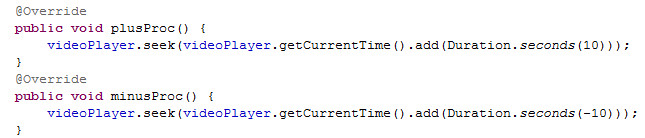 @Override
public void plusProc() {
    videoPlayer.seek(videoPlayer.getCurrentTime().add(Duration.seconds(10)));
}
@Override
public void minusProc() {
    videoPlayer.seek(videoPlayer.getCurrentTime().add(Duration.seconds(-10)));
}